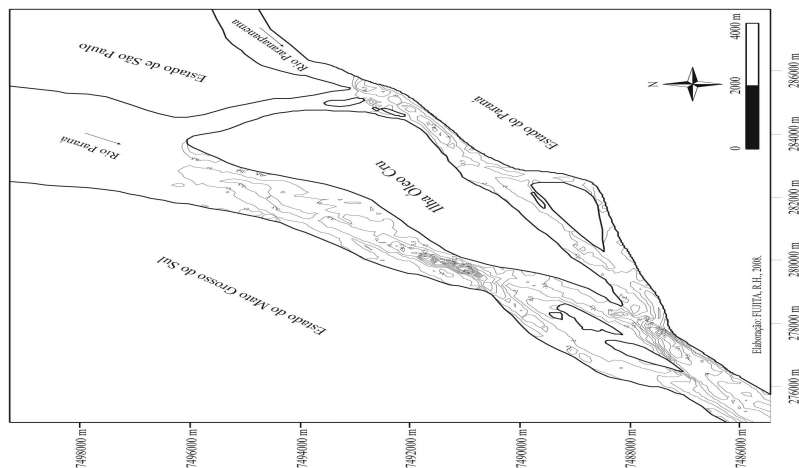 Estado de São Paulo
Rio Paranapanema
Rio Paraná
Estado do Paraná
Ilha Óleo Cru
Estado do Mato Grosso do Sul
N
0 2000 4000 m
Elaboração: FUJITA, R.H., 2008.
7498000 m
7496000 m
7494000 m
7492000 m
7490000 m
7488000 m
7486000 m
276000 m
278000 m
280000 m
282000 m
284000 m
286000 m